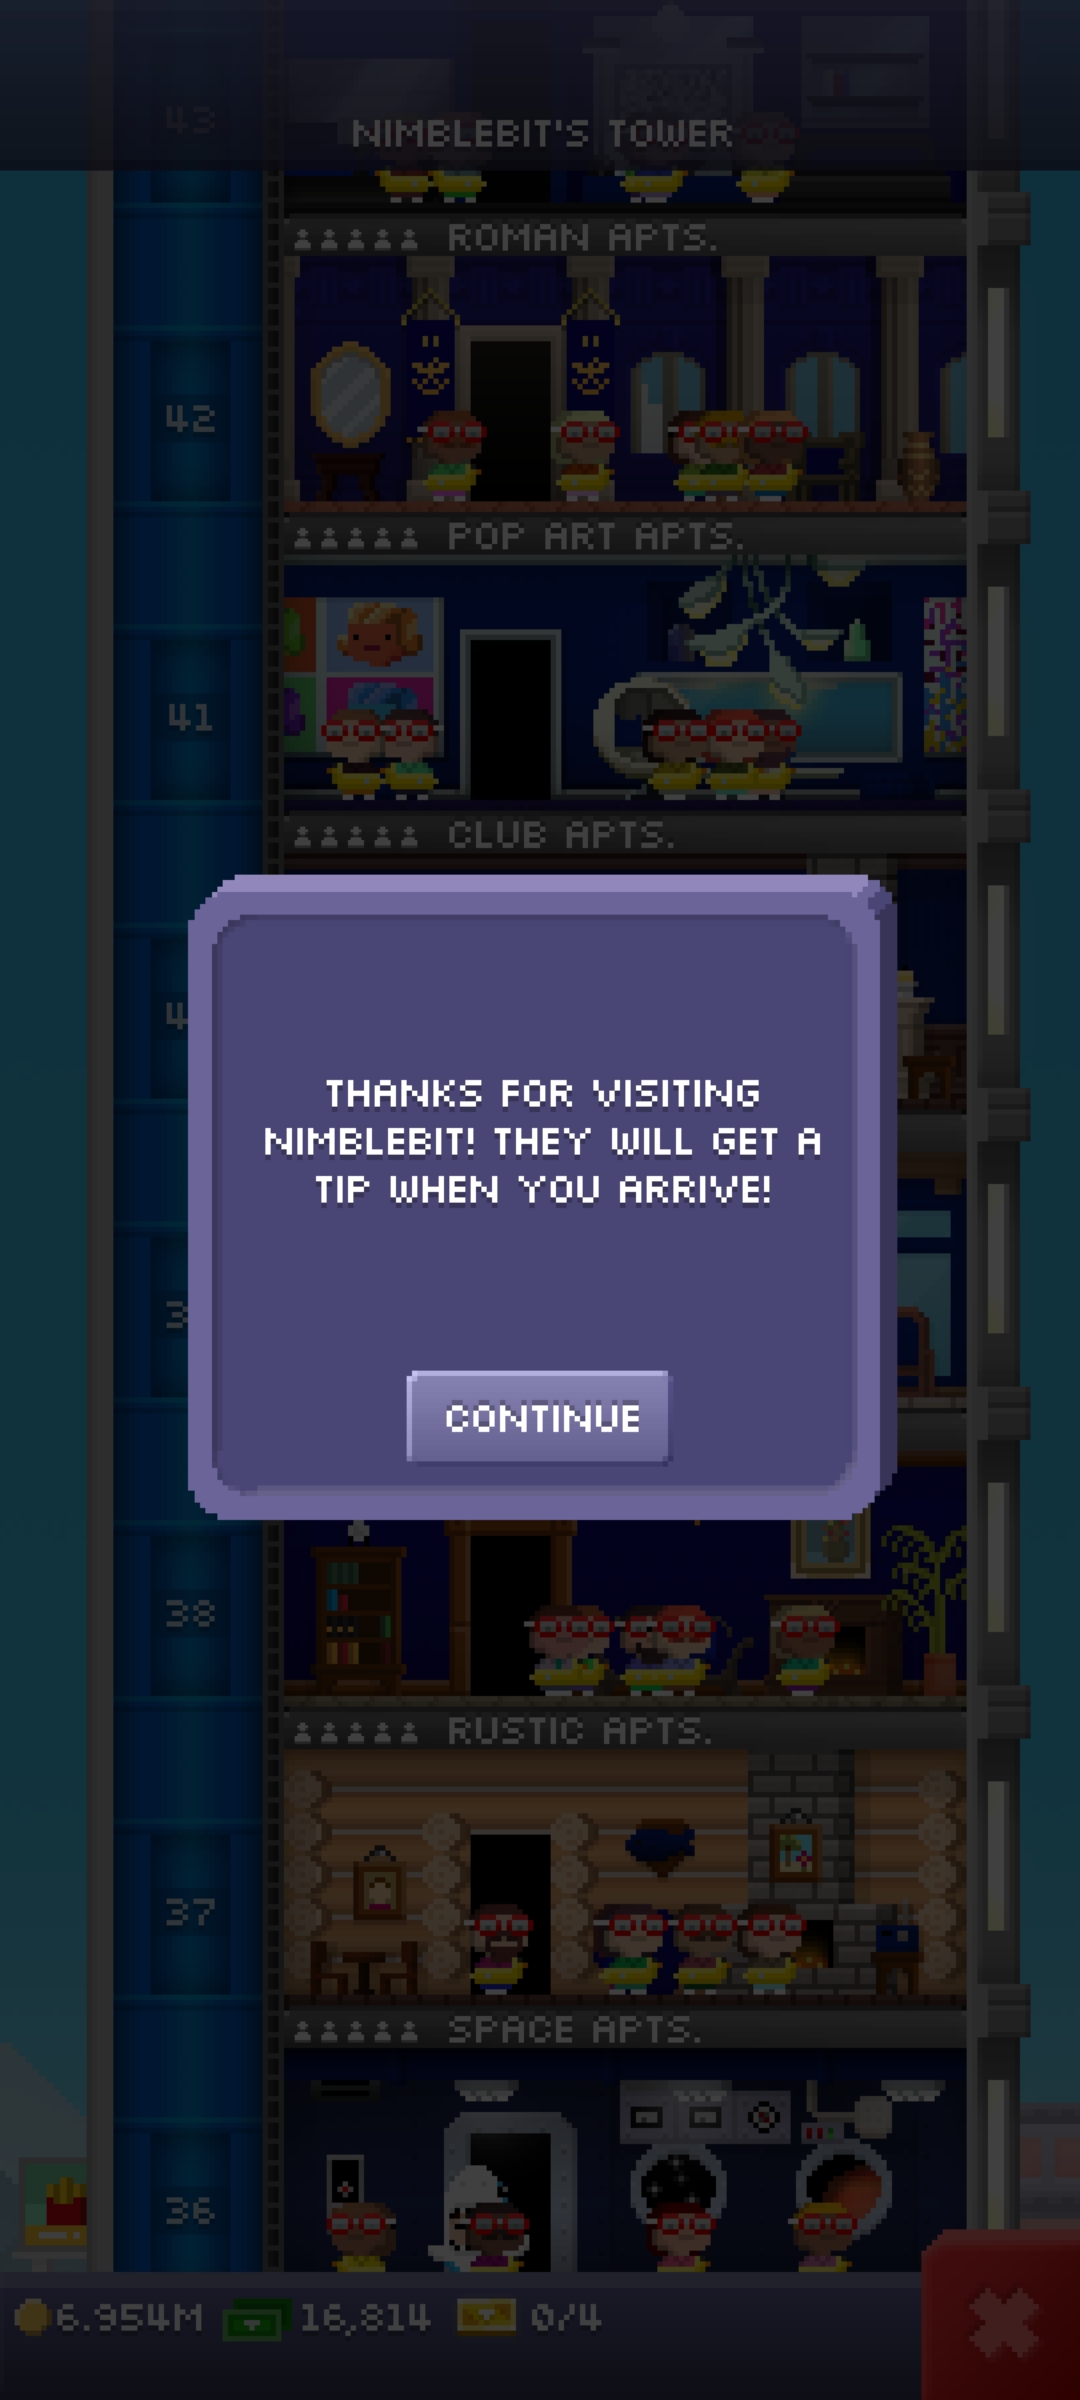 43
NIMBLEBIT'S TOWER
ROMAN APTS.
42
POP ART APTS.
41
CLUB APTS.
THANKS FOR VISITING
NIMBLEBIT! THEY WILL GET A
TIP WHEN YOU ARRIVE!
CONTINUE
38
RUSTIC APTS.
37
SPACE APTS.
36
6.954M 16,814 0/4